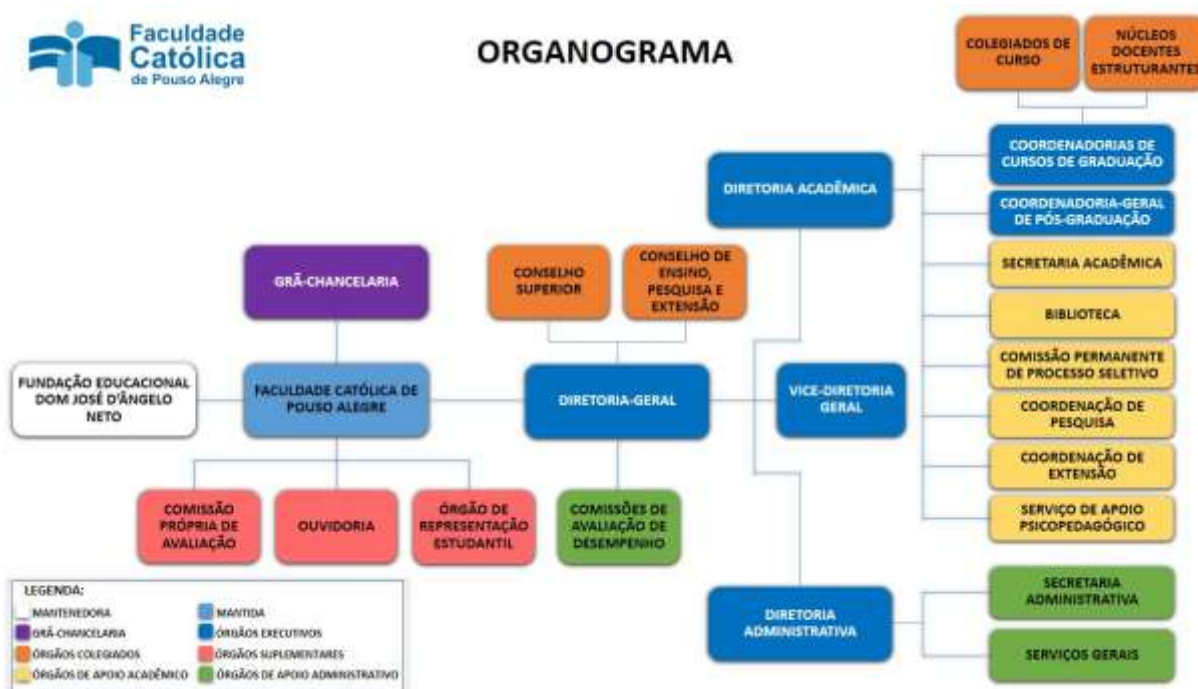 Faculdade
Católica
de Pouso Alegre
ORGANOGRAMA
COLEGIADOS DE
CURSO
NÚCLEOS
DOCENTES
ESTRUTURANTES
COORDENADORIAS DE
CURSOS DE GRADUAÇÃO
DIRETORIA ACADÊMICA
COORDENADORIA-GERAL
DE PÓS-GRADUAÇÃO
GRÃ-CHANCELARIA
CONSELHO
SUPERIOR
CONSELHO DE
ENSINO,
PESQUISA E
EXTENSÃO
SECRETARIA ACADÊMICA
BIBLIOTECA
FUNDAÇÃO EDUCACIONAL
DOM JOSÉ D'ÂNGELO
NETO
FACULDADE CATÓLICA DE
POUSO ALEGRE
DIRETORIA-GERAL
VICE-DIRETORIA
GERAL
COMISSÃO PERMANENTE
DE PROCESSO SELETIVO
COORDENAÇÃO DE
PESQUISA
COORDENAÇÃO DE
EXTENSÃO
SERVIÇO DE APOIO
PSICOPEDAGÓGICO
COMISSÃO
PRÓPRIA DE
AVALIAÇÃO
OUVIDORIA
ÓRGÃO DE
REPRESENTAÇÃO
ESTUDANTIL
COMISSÕES DE
AVALIAÇÃO DE
DESEMPENHO
DIRETORIA
ADMINISTRATIVA
SECRETARIA
ADMINISTRATIVA
SERVIÇOS GERAIS
LEGENDA:
MANTENEDORA
MANTIDA
GRÃ-CHANCELARIA
ÓRGÃOS EXECUTIVOS
ÓRGÃOS COLEGIADOS
ÓRGÃOS SUPLEMENTARES
ÓRGÃOS DE APOIO ACADÊMICO
ÓRGÃOS DE APOIO ADMINISTRATIVO